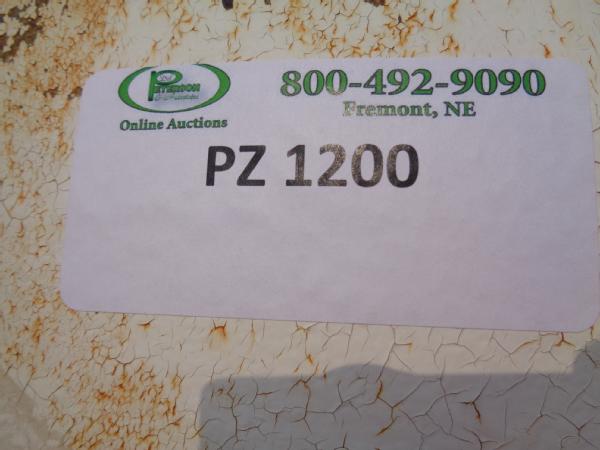 PETERSON
800-492-9090
Fremont, NE
Online Auctions
PZ 1200